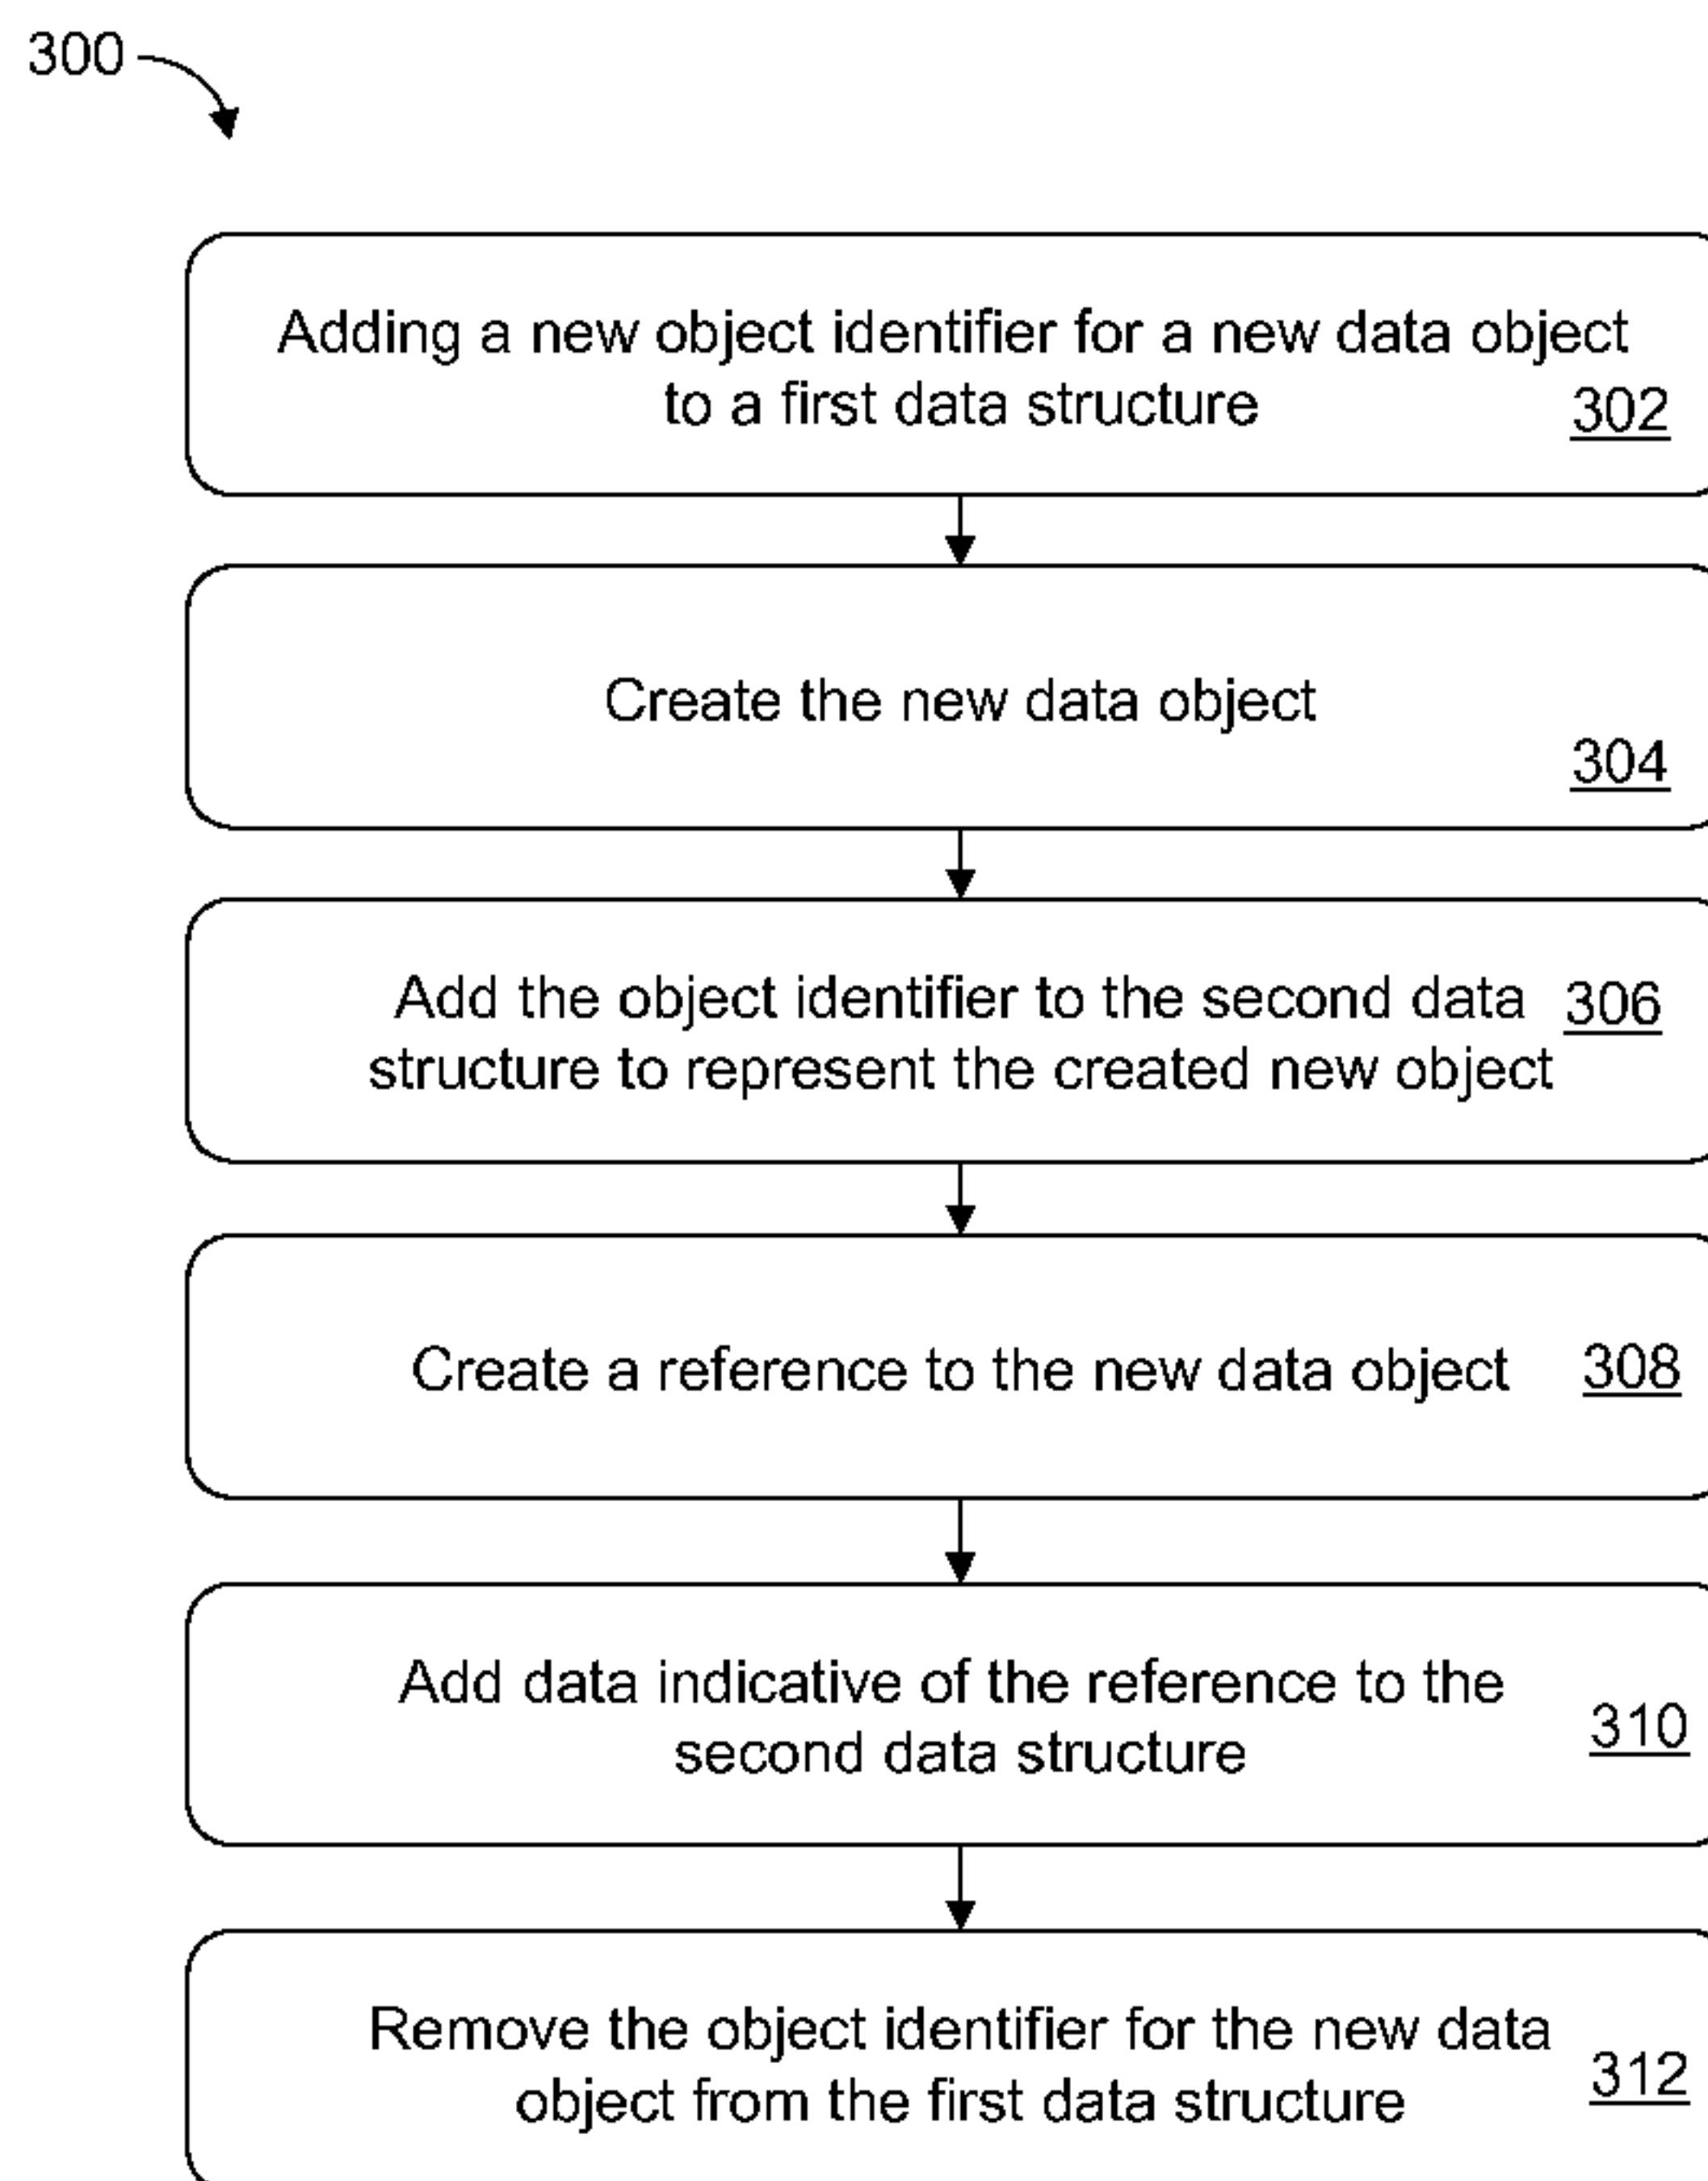 300
Adding a new object identifier for a new data object
to a first data structure
302
Create the new data object
304
Add the object identifier to the second data
306
structure to represent the created new object
Create a reference to the new data object
308
Add data indicative of the reference to the
second data structure
310
Remove the object identifier for the new data
object from the first data structure
312